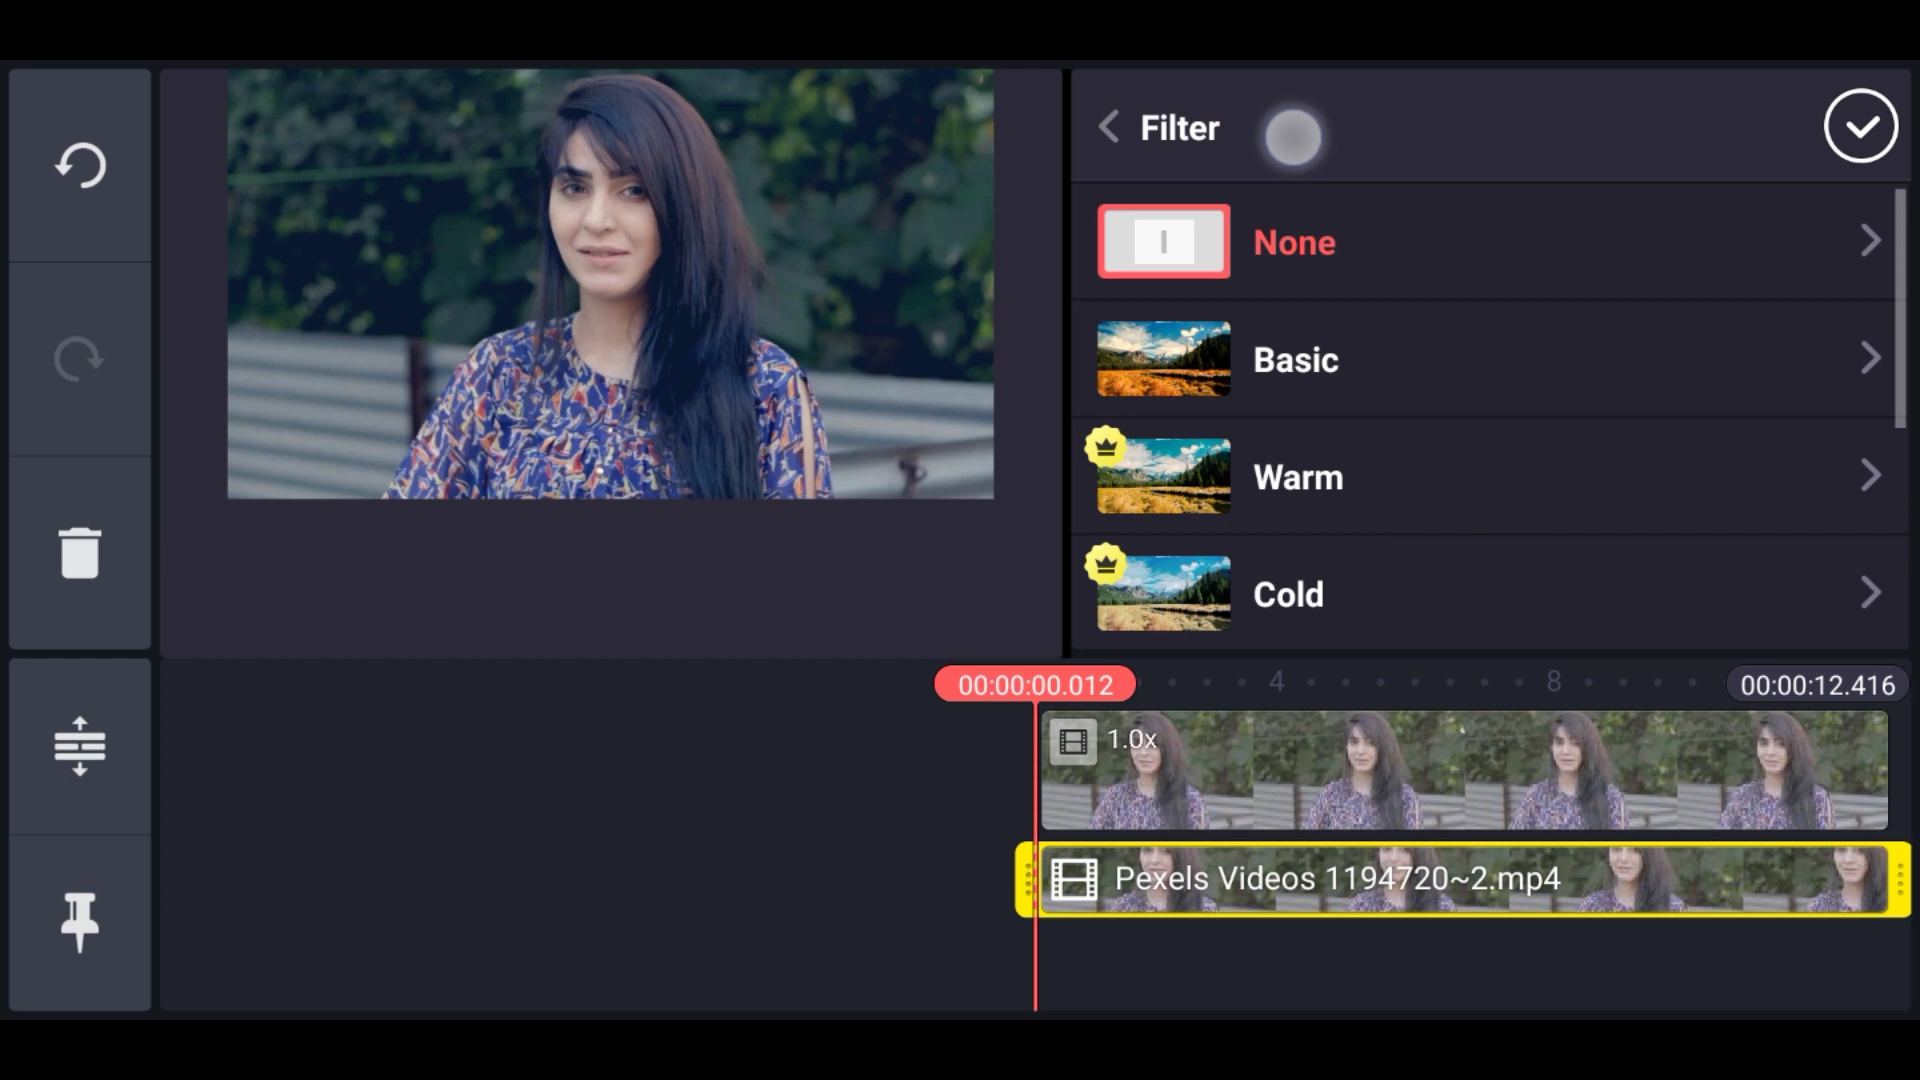 Filter
None
Basic
Warm
Cold
00:00:00.012
4
8
00:00:12.416
1.0x
Pexels Videos 1194720~2.mp4